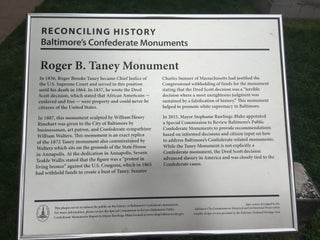 RECONCILING HISTORY
Baltimore's Confederate Monuments
Roger B. Taney Monument
In 1836, Roger Brooke Taney became Chief Justice of
the U.S. Supreme Court and served in this position
until his death in 1864. In 1857, he wrote the Dred
Scott decision, which stated that African Americans —
enslaved and free — were property and could never be
citizens of the United States.
In 1887, this monument sculpted by William Henry
Rinehart was given to the City of Baltimore by
businessman, art patron, and Confederate sympathizer
William Walters. This monument is an exact replica
of the 1872 Taney monument also commissioned by
Walters which sits on the grounds of the State House
in Annapolis. At the dedication in Annapolis, Severn
Teakle Wallis stated that the figure was a "protest in
living bronze" against the U.S. Congress, which in 1865
had withheld funds to create a bust of Taney. Senator
Charles Sumner of Massachusetts had justified the
Congressional withholding of funds for the monument
stating that the Dred Scott decision was a "terrible
decision where a most unrighteous judgment was
sustained by a falsification of history." This monument
helped to promote white supremacy in Baltimore.
In 2015, Mayor Stephanie Rawlings-Blake appointed
a Special Commission to Review Baltimore's Public
Confederate Monuments to provide recommendations
based on informed decisions and citizen input on how
to address Baltimore's Confederate-related monuments.
While the Taney Monument is not explicitly a
Confederate monument, the Dred Scott decision
advanced slavery in America and was closely tied to the
Confederate cause.